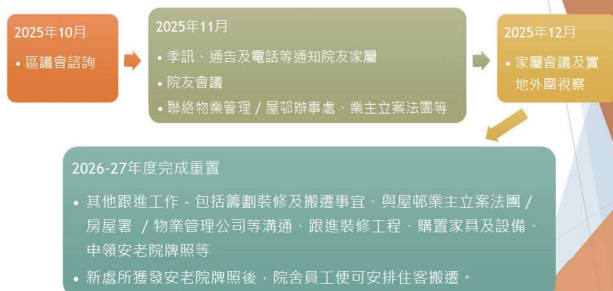 2025年10月
• 區議會諮詢
2025年11月
• 季訊、通告及電話等通知院友家屬
• 院友會議
• 聯絡物業管理 / 屋邨辦事處、業主立案法團等
2025年12月
• 家屬會議及實
地外圍視察
2026-27年度完成重置
• 其他跟進工作 - 包括籌劃裝修及搬遷事宜、與屋邨業主立案法團 /
房屋署 / 物業管理公司等溝通、跟進裝修工程、購置家具及設備、
申領安老院牌照等
• 新處所獲發安老院牌照後，院舍員工便可安排住客搬遷。